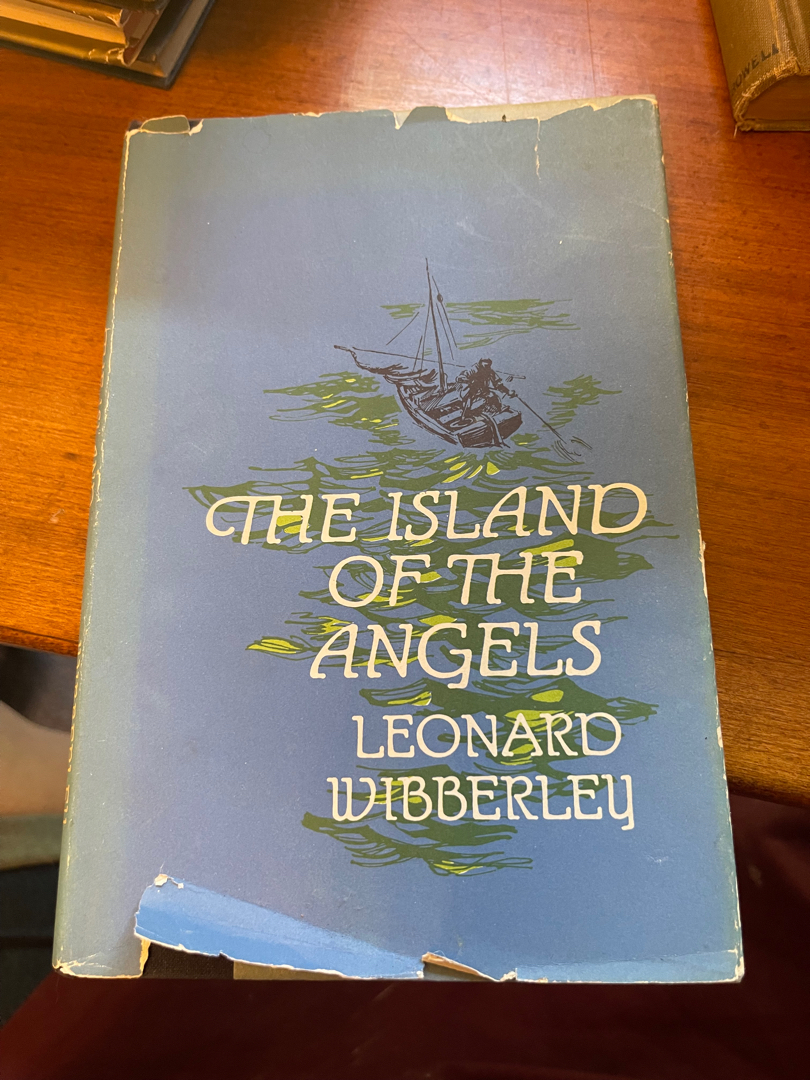 THE ISLAND
OF THE
ANGELS
LEONARD
WIBBERLEY